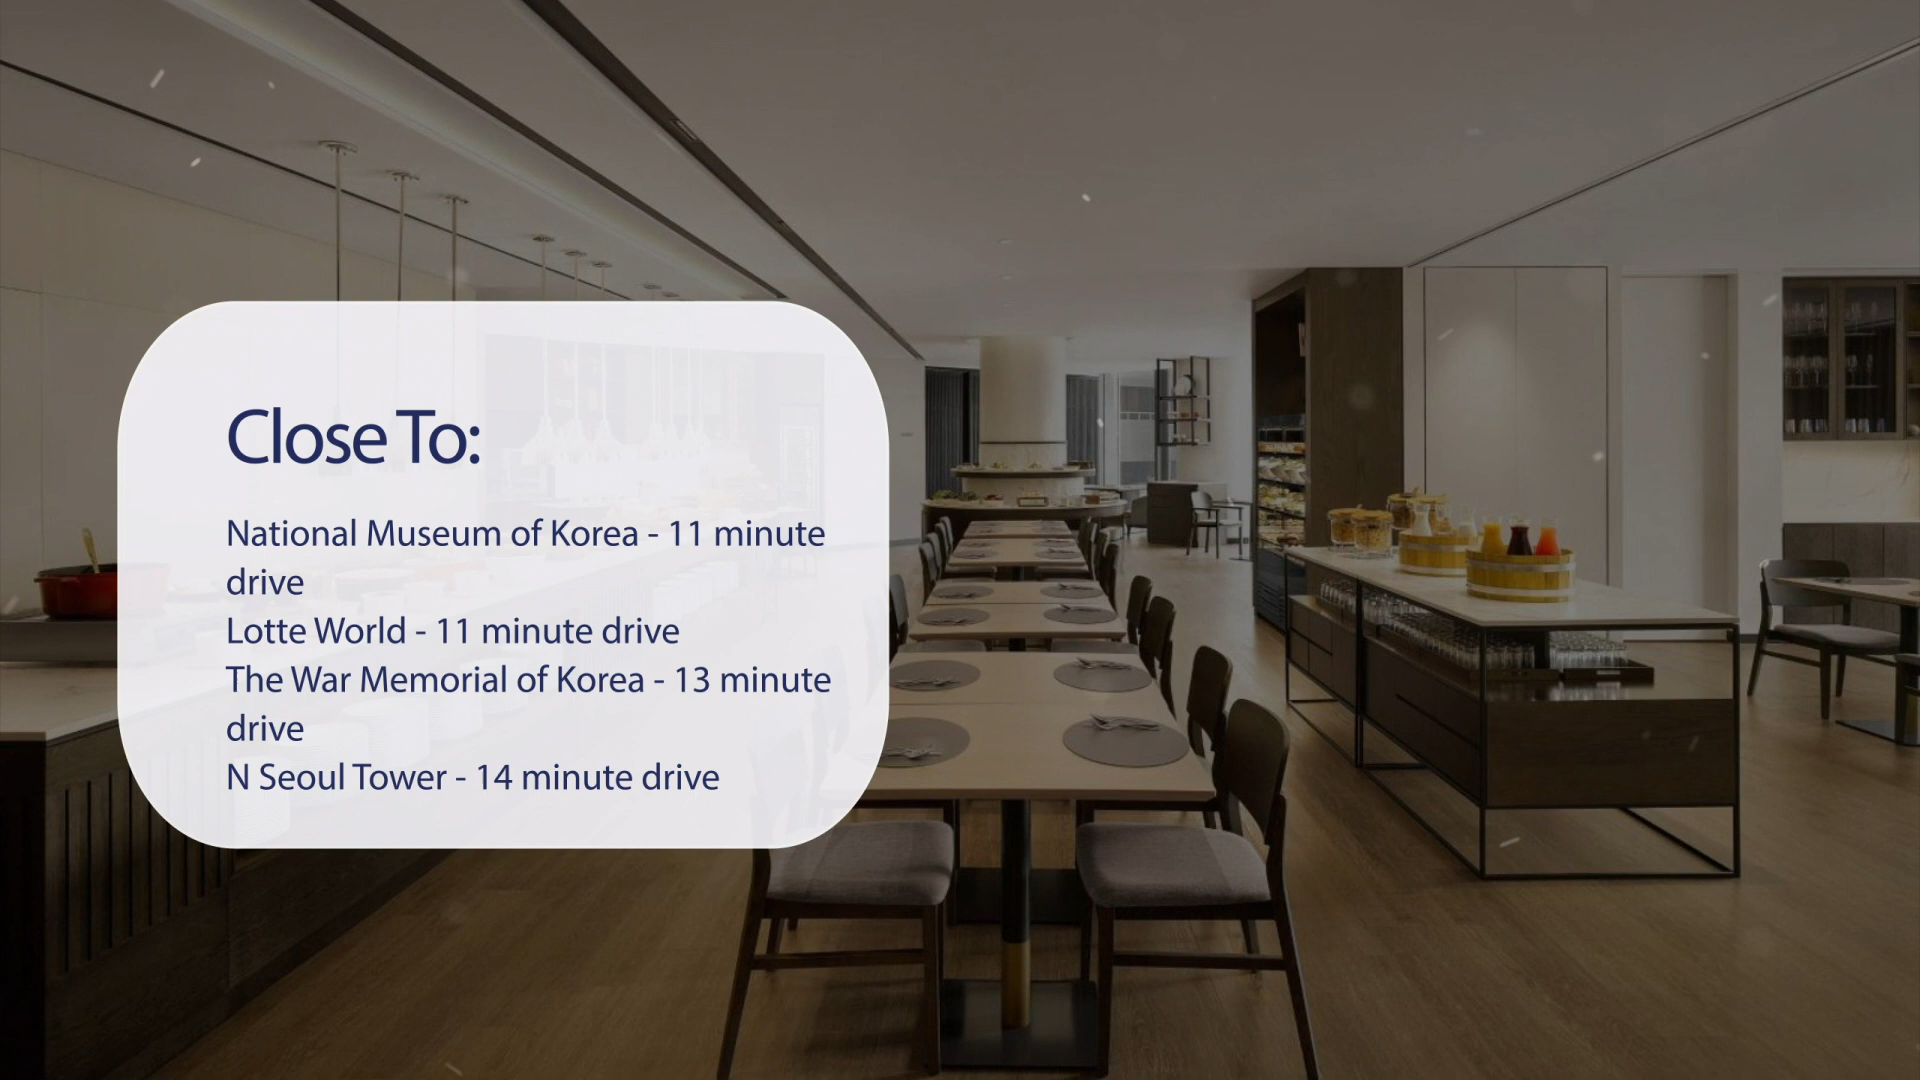 Close To:
National Museum of Korea - 11 minute
drive
Lotte World - 11 minute drive
The War Memorial of Korea - 13 minute
drive
N Seoul Tower - 14 minute drive